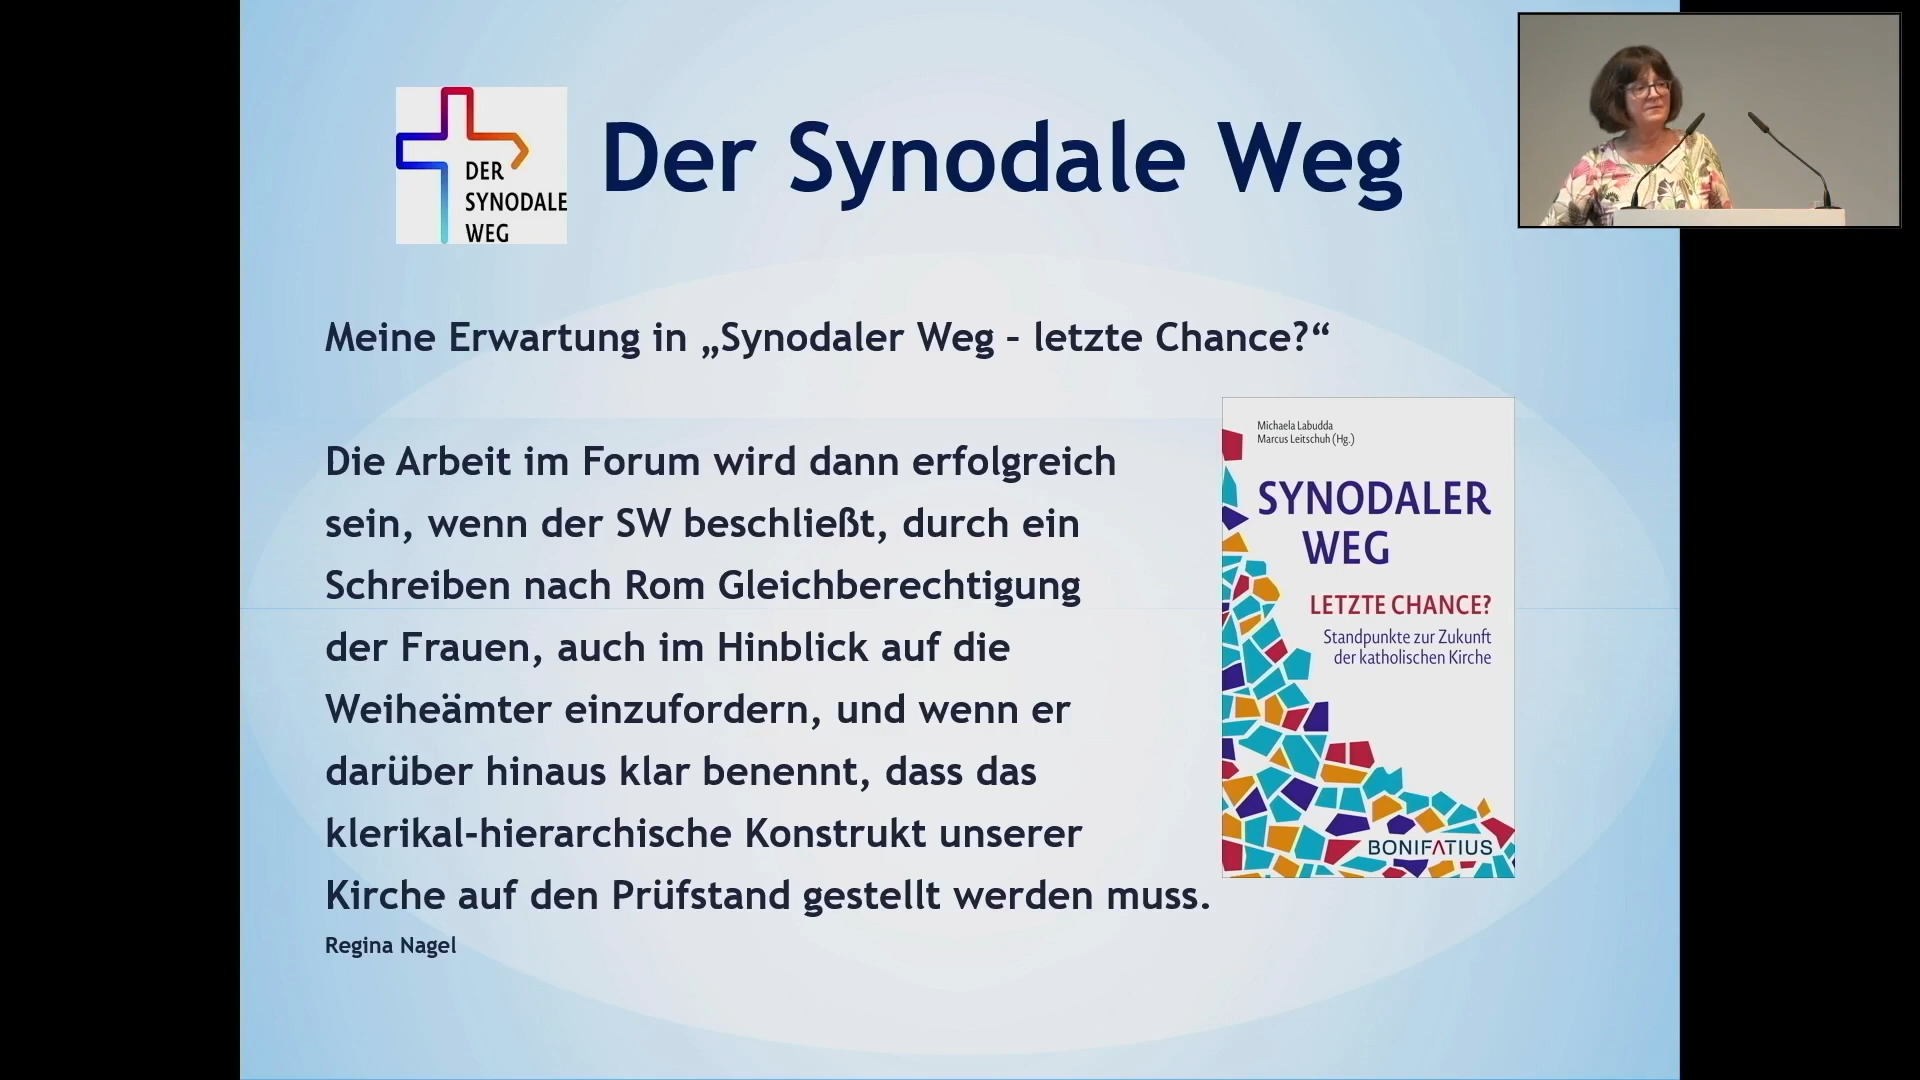 DER
SYNODALE
WEG
Der Synodale Weg
Meine Erwartung in „Synodaler Weg – letzte Chance?“
Die Arbeit im Forum wird dann erfolgreich
sein, wenn der SW beschließt, durch ein
Schreiben nach Rom Gleichberechtigung
der Frauen, auch im Hinblick auf die
Weiheämter einzufordern, und wenn er
darüber hinaus klar benennt, dass das
klerikal-hierarchische Konstrukt unserer
Kirche auf den Prüfstand gestellt werden muss.
Regina Nagel
Michaela Labudda
Marcus Leitschuh (Hg.)
SYNODALER
WEG
LETZTE CHANCE?
Standpunkte zur Zukunft
der katholischen Kirche
BONIFATIUS